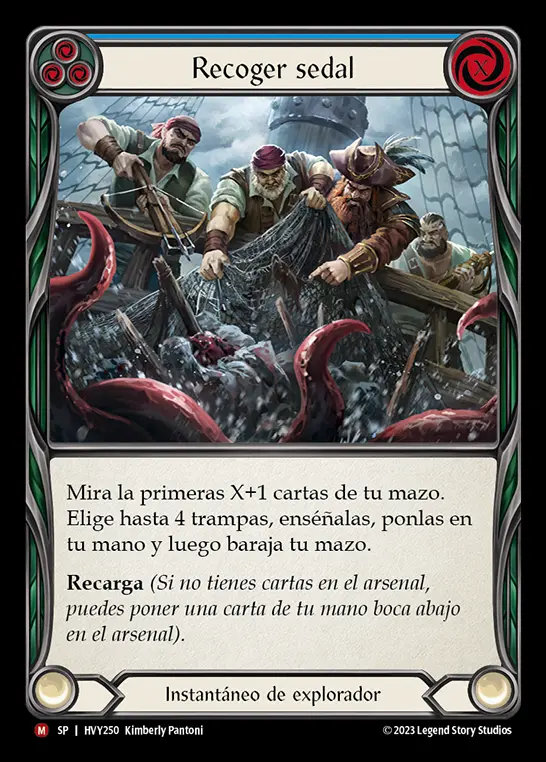 Recoger sedal
X
Mira la primeras X+1 cartas de tu mazo.
Elige hasta 4 trampas, enséñalas, ponlas en
tu mano y luego baraja tu mazo.
Recarga (Si no tienes cartas en el arsenal,
puedes poner una carta de tu mano boca abajo
en el arsenal).
Instantáneo de explorador
M SP | HVY250 Kimberly Pantoni
©2023 Legend Story Studios